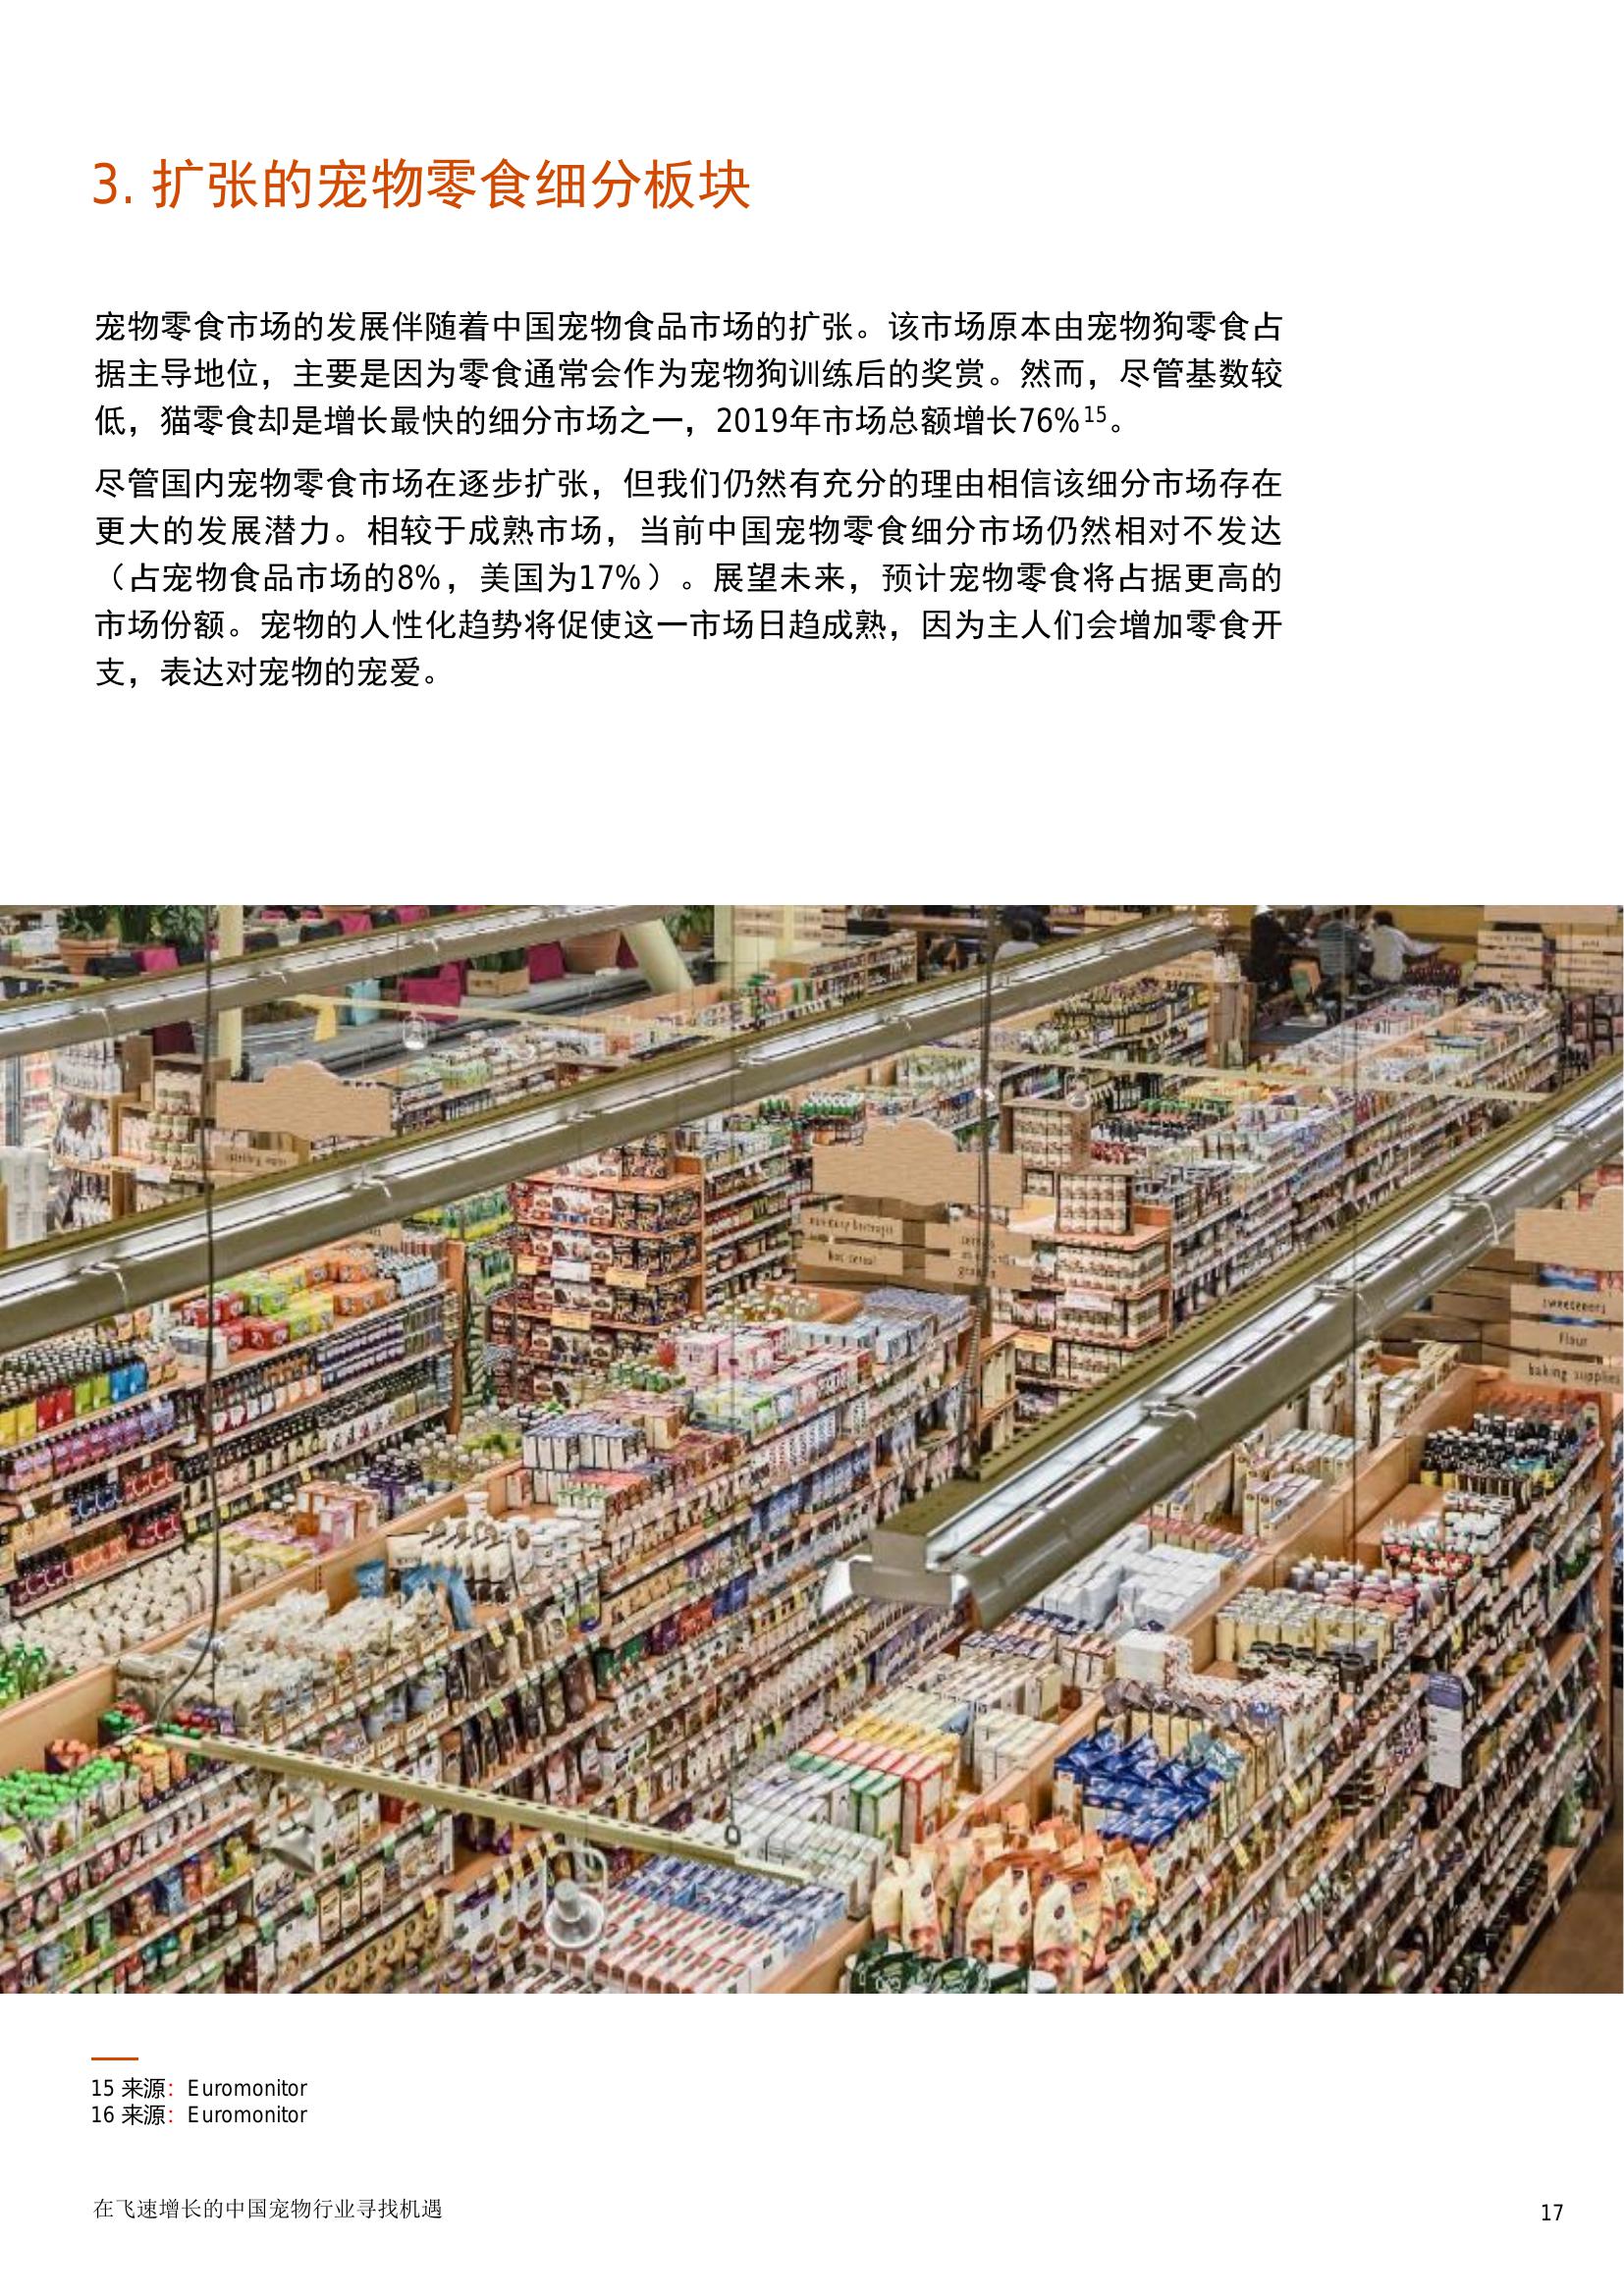 3. 扩张的宠物零食细分板块
宠物零食市场的发展伴随着中国宠物食品市场的扩张。该市场原本由宠物狗零食占
据主导地位，主要是因为零食通常会作为宠物狗训练后的奖赏。然而，尽管基数较
低，猫零食却是增长最快的细分市场之一，2019年市场总额增长76%15。
尽管国内宠物零食市场在逐步扩张，但我们仍然有充分的理由相信该细分市场存在
更大的发展潜力。相较于成熟市场，当前中国宠物零食细分市场仍然相对不发达
（占宠物食品市场的8%，美国为17%）。展望未来，预计宠物零食将占据更高的
市场份额。宠物的人性化趋势将促使这一市场日趋成熟，因为主人们会增加零食开
支，表达对宠物的宠爱。
hot cereal
sweeteners
flour
baking supplies
15 来源：Euromonitor
16 来源：Euromonitor
在飞速增长的中国宠物行业寻找机遇
17